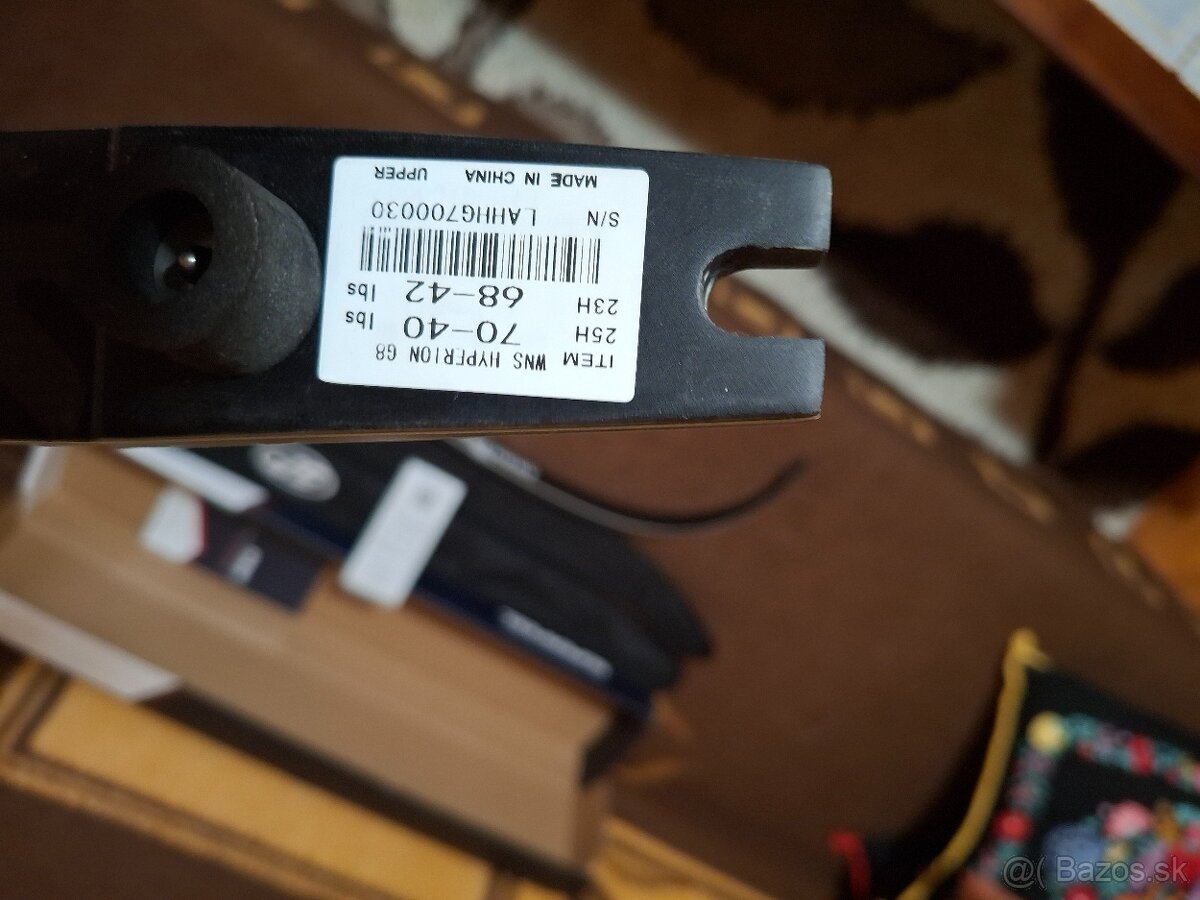 ITEM WNS HYPERION G8
25H 70-40 lbs
23H 68-42 lbs
S/N LAHHG700030
MADE IN CHINA UPPER
@( Bazos.sk